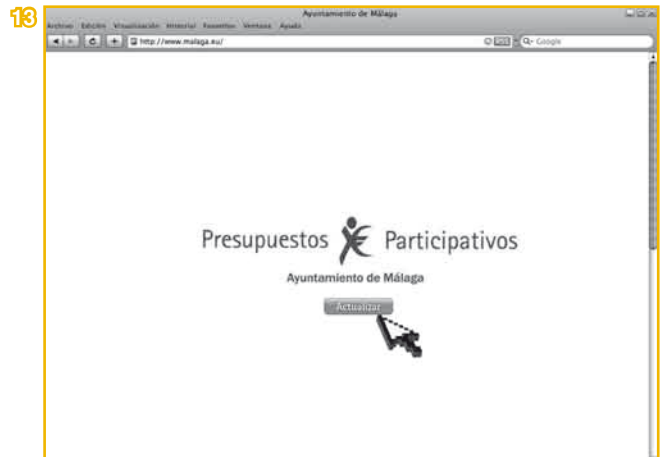 13
Ayuntamiento de Málaga
Archivo Edición Visualización Historial Favoritos Ventana Ayuda
http://www.malaga.eu/
Google
Presupuestos Participativos
Ayuntamiento de Málaga
Actualizar